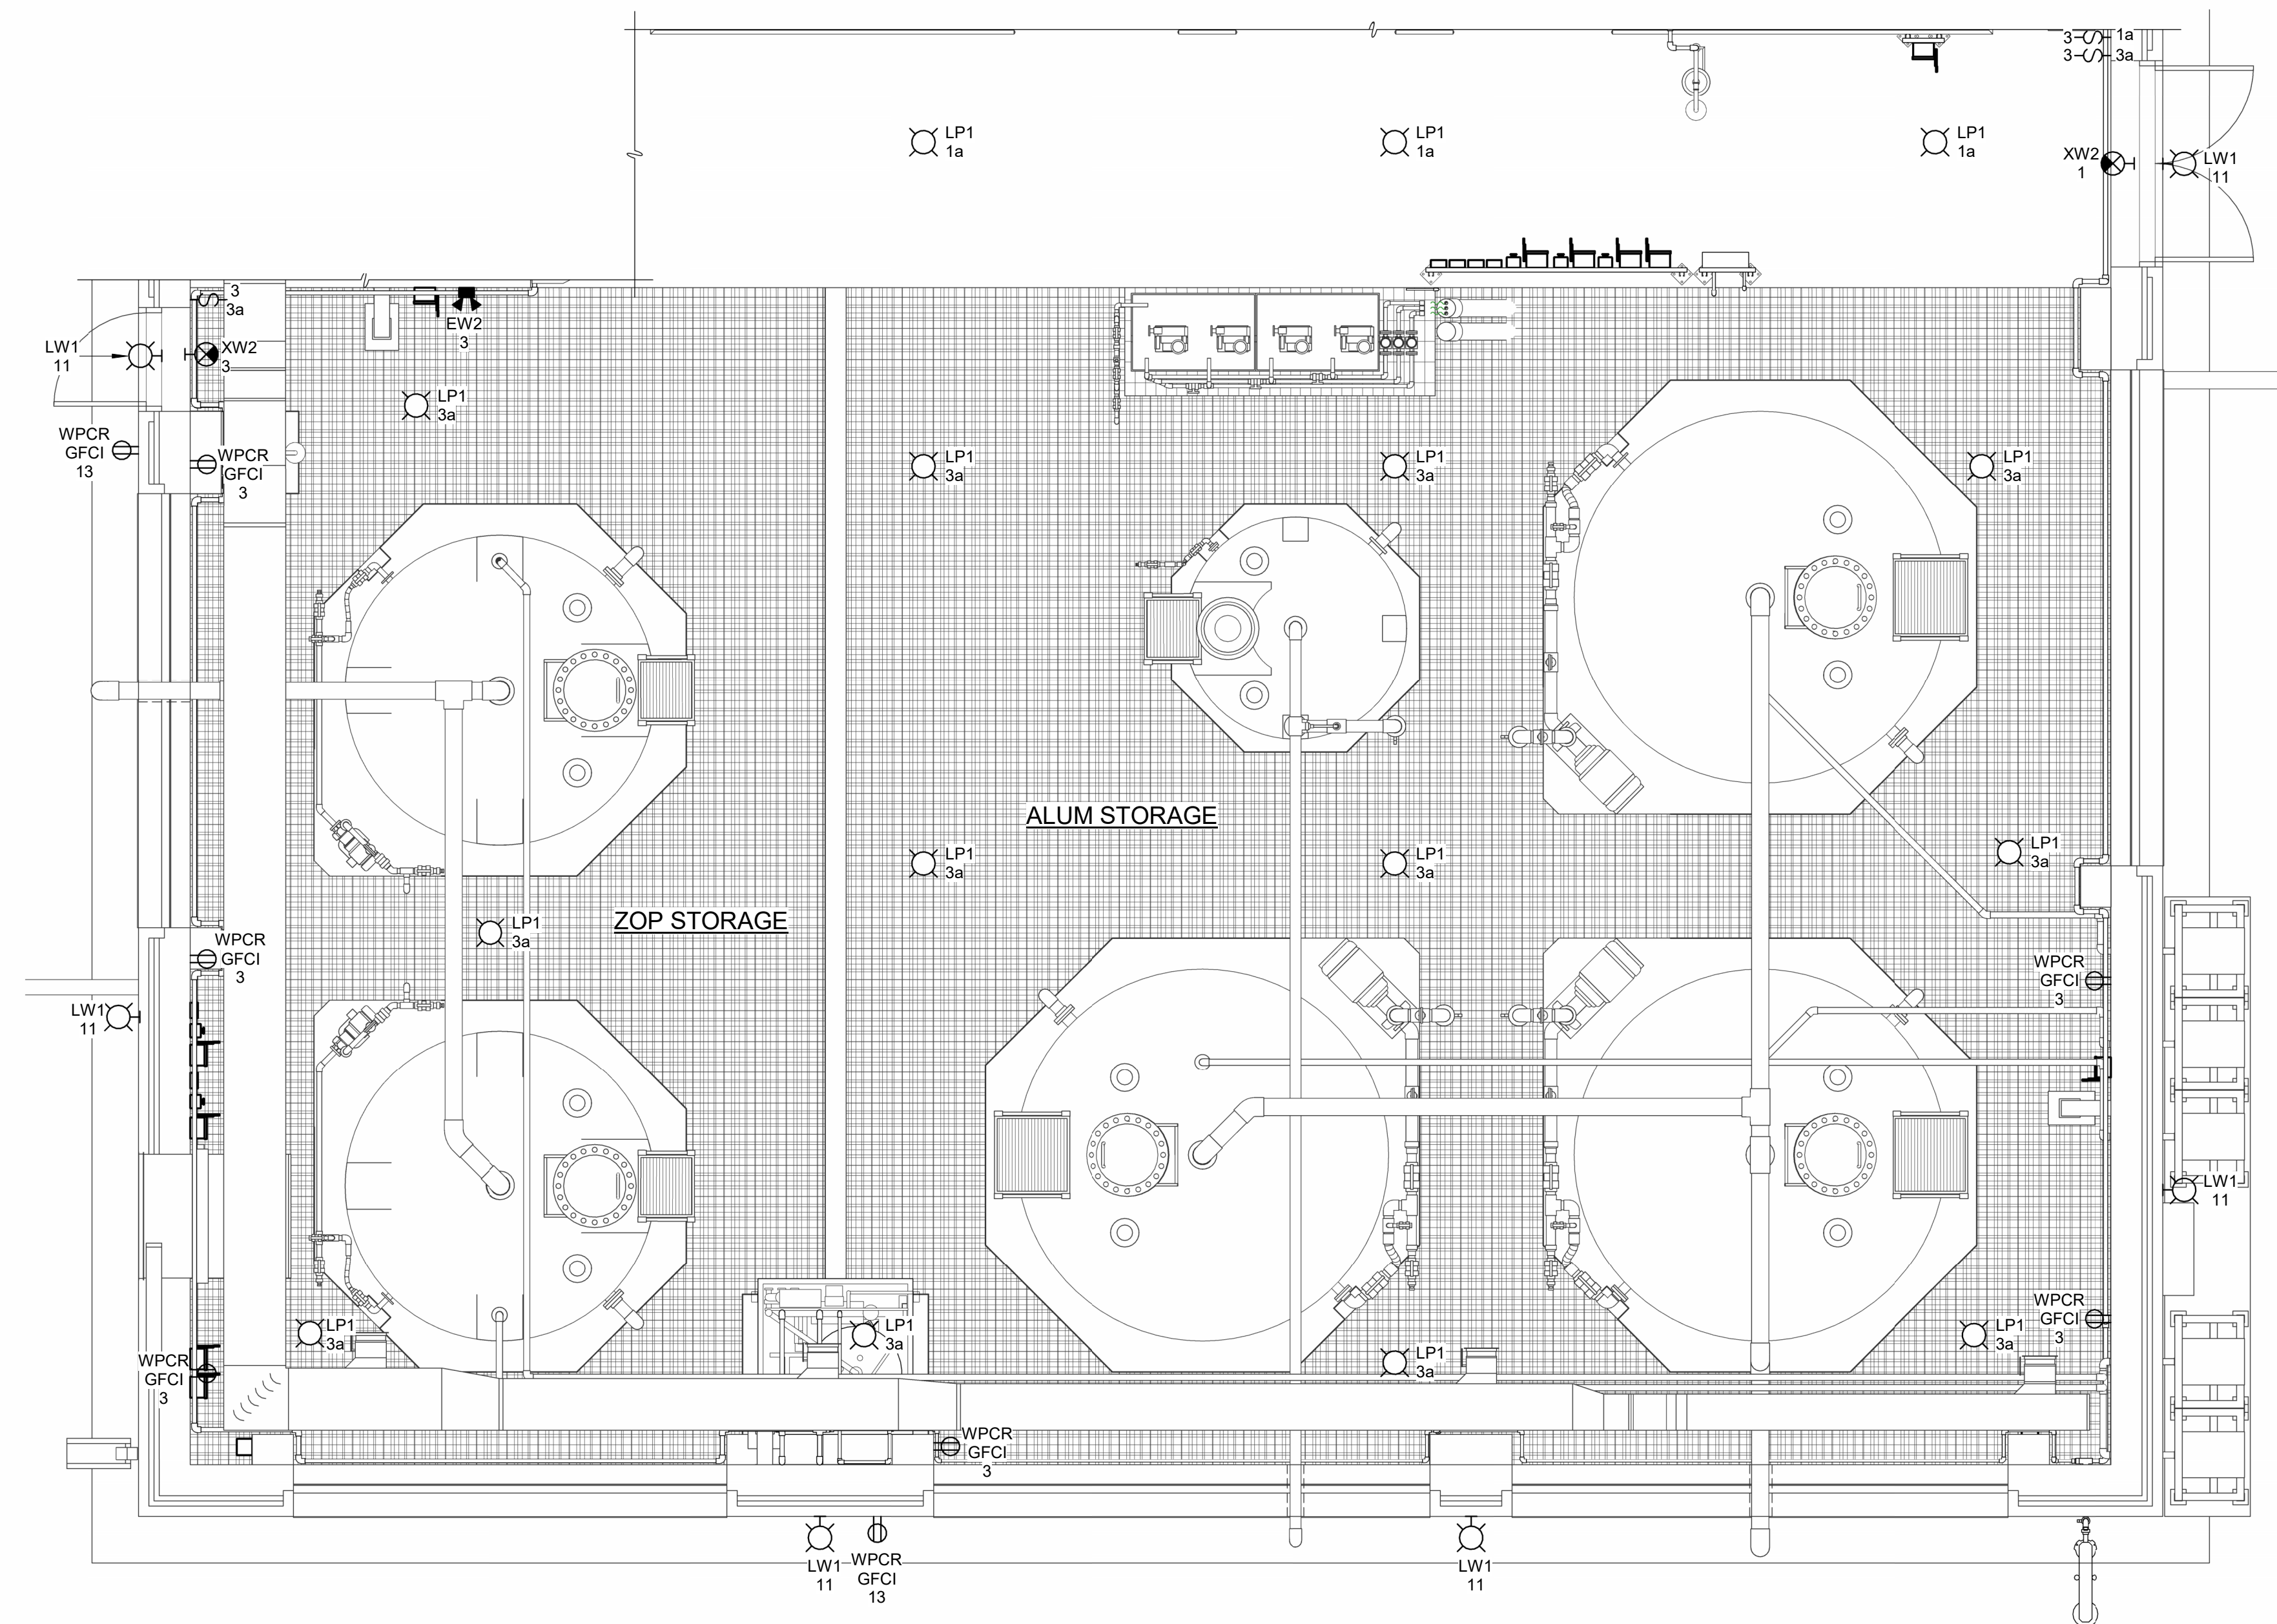 3 1a
3 3a
LP1
1a
LP1
1a
LP1
1a
XW2
1
LW1
11
3
3a
EW2
3
LW1
11
XW2
3
LP1
3a
WPCR
GFCI
13
WPCR
GFCI
3
LP1
3a
LP1
3a
LP1
3a
ALUM STORAGE
LP1
3a
LP1
3a
LP1
3a
ZOP STORAGE
LP1
3a
WPCR
GFCI
3
WPCR
GFCI
3
LW1
11
LW1
11
WPCR
GFCI
3
LP1
3a
LP1
3a
LP1
3a
LP1
3a
WPCR
GFCI
3
WPCR
GFCI
3
LW1
11
WPCR
GFCI
13
LW1
11